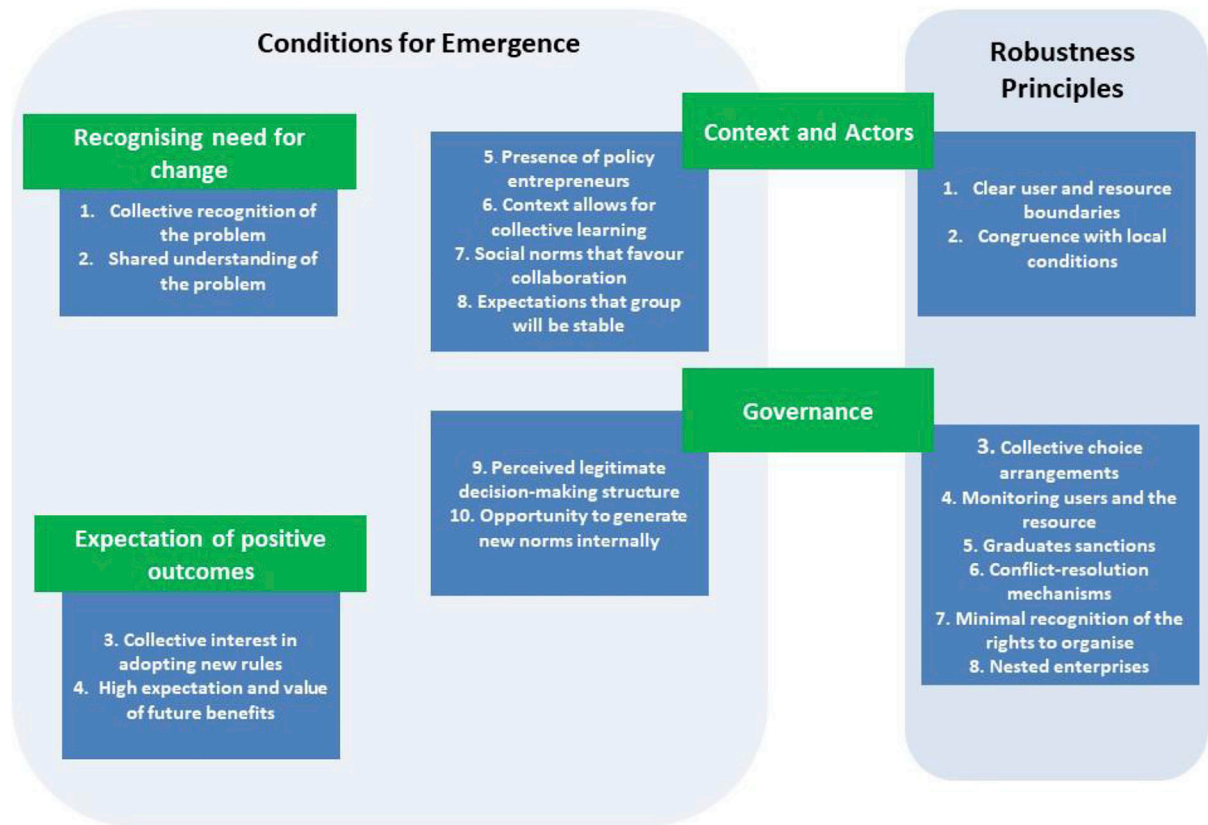 Conditions for Emergence
Recognising need for
change
1. Collective recognition of
the problem
2. Shared understanding of
the problem
Expectation of positive
outcomes
3. Collective interest in
adopting new rules
4. High expectation and value
of future benefits
Context and Actors
5. Presence of policy
entrepreneurs
6. Context allows for
collective learning
7. Social norms that favour
collaboration
8. Expectations that group
will be stable
Governance
9. Perceived legitimate
decision-making structure
10. Opportunity to generate
new norms internally
Robustness
Principles
1. Clear user and resource
boundaries
2. Congruence with local
conditions
3. Collective choice
arrangements
4. Monitoring users and the
resource
5. Graduates sanctions
6. Conflict-resolution
mechanisms
7. Minimal recognition of the
rights to organise
8. Nested enterprises